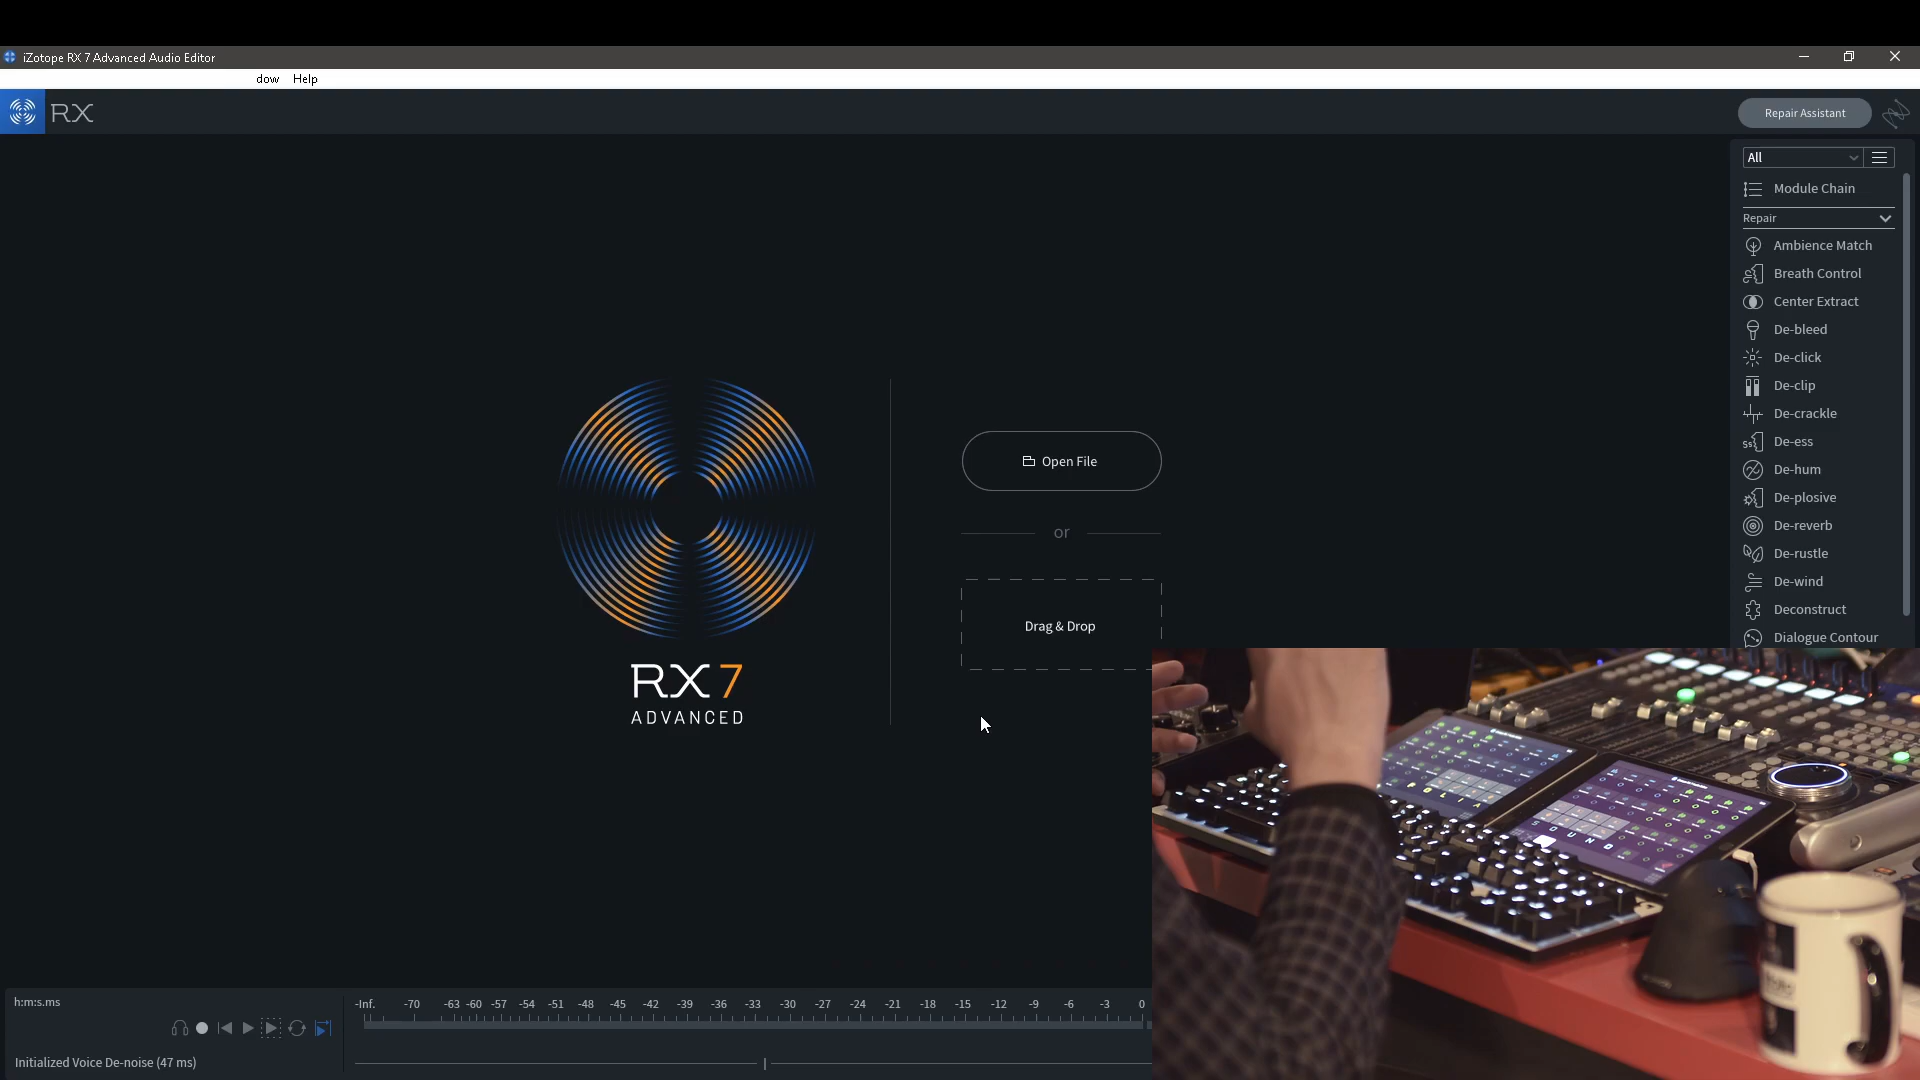 iZotope RX 7 Advanced Audio Editor
dow Help
RX
Repair Assistant
All
Module Chain
Repair
Ambience Match
Breath Control
Center Extract
De-bleed
De-click
De-clip
De-crackle
De-ess
De-hum
De-plosive
De-reverb
De-rustle
De-wind
Deconstruct
Dialogue Contour
Open File
or
Drag & Drop
RX 7
ADVANCED
h:m:s.ms
-Inf. -70 -63 -60 -57 -54 -51 -48 -45 -42 -39 -36 -33 -30 -27 -24 -21 -18 -15 -12 -9 -6 -3 0
Initialized Voice De-noise (47 ms)
SOUND